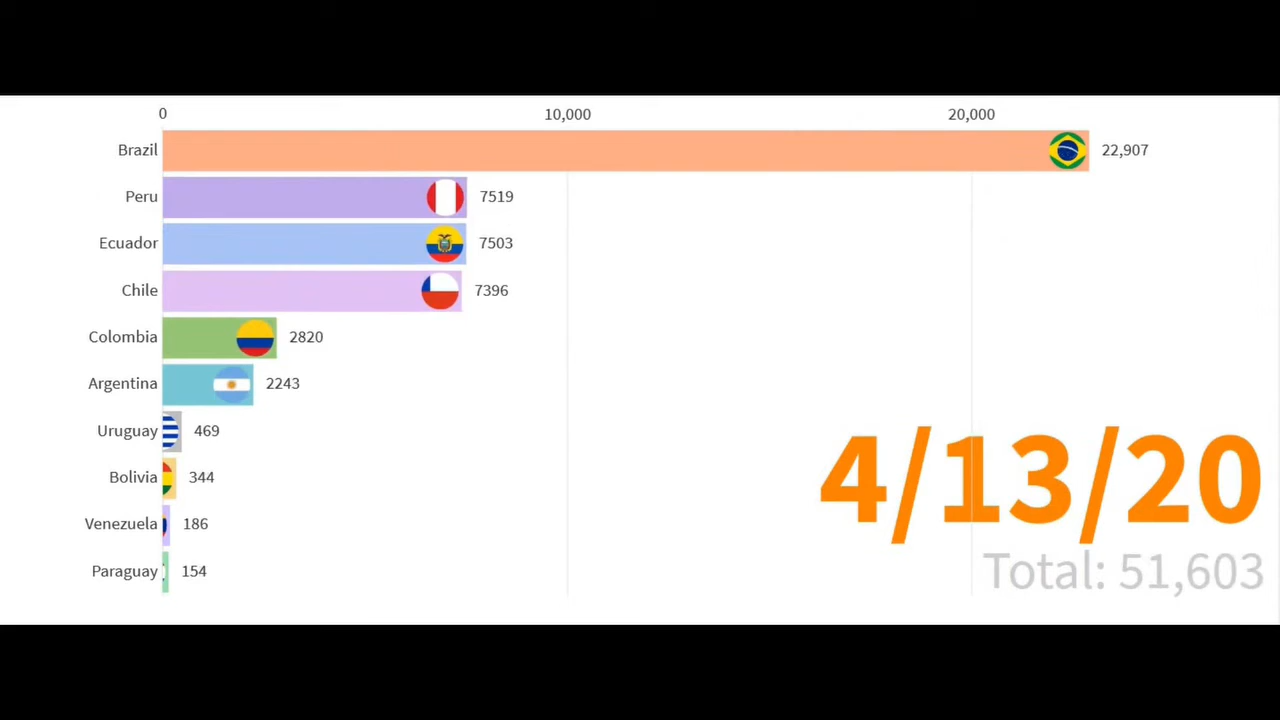 0 10,000 20,000
Brazil 22,907
Peru 7519
Ecuador 7503
Chile 7396
Colombia 2820
Argentina 2243
Uruguay 469
Bolivia 344
Venezuela 186
Paraguay 154
4/13/20
Total: 51,603